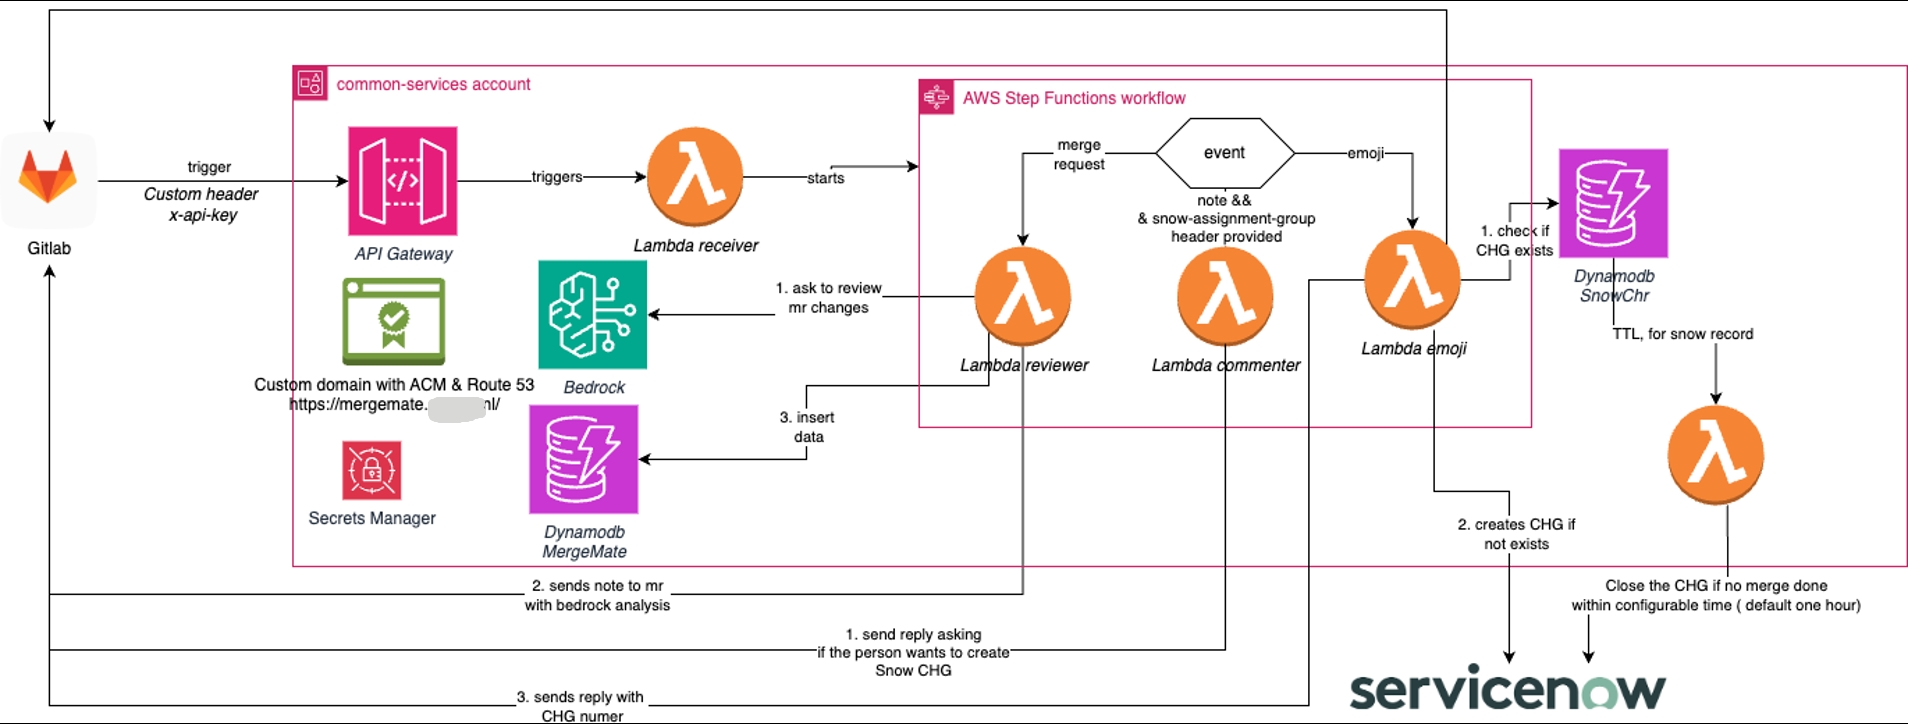 common-services account
AWS Step Functions workflow
merge
request
event
emoji
trigger
Custom header
x-api-key
triggers
starts
note &&
& snow-assignment-group
header provided
Gitlab
API Gateway
Lambda receiver
1. check if
CHG exists
Dynamodb
SnowChr
1. ask to review
mr changes
TTL, for snow record
Lambda reviewer
Lambda commenter
Lambda emoji
Custom domain with ACM & Route 53
https://mergemate.
nl/
Bedrock
3. insert
data
Secrets Manager
Dynamodb
MergeMate
2. creates CHG if
not exists
2. sends note to mr
with bedrock analysis
Close the CHG if no merge done
within configurable time ( default one hour)
1. send reply asking
if the person wants to create
Snow CHG
3. sends reply with
CHG numer
servicenow